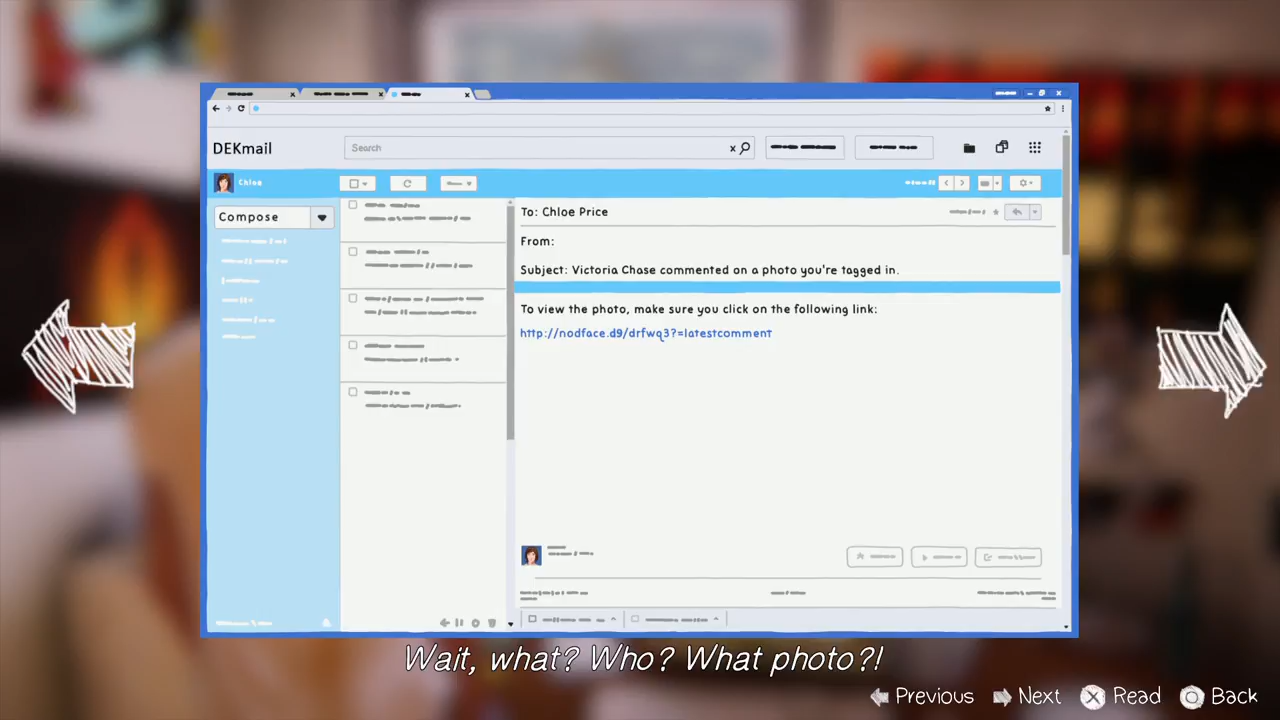 DEKmail
Search
Chloe
Compose
To: Chloe Price
From:
Subject: Victoria Chase commented on a photo you're tagged in.
To view the photo, make sure you click on the following link:
http://nodface.d9/drfwq3?=latestcomment
Wait, what? Who? What photo?!
Previous Next Read Back